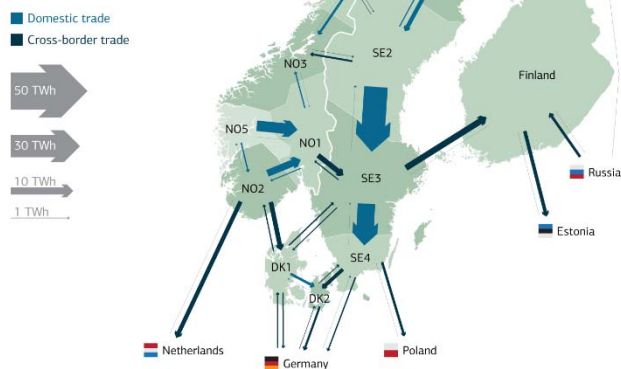 Domestic trade
Cross-border trade
50 TWh
30 TWh
10 TWh
1 TWh
SE2
NO3
Finland
NO5
NO1
SE3
NO2
Russia
Estonia
SE4
DK1
DK2
Netherlands
Germany
Poland